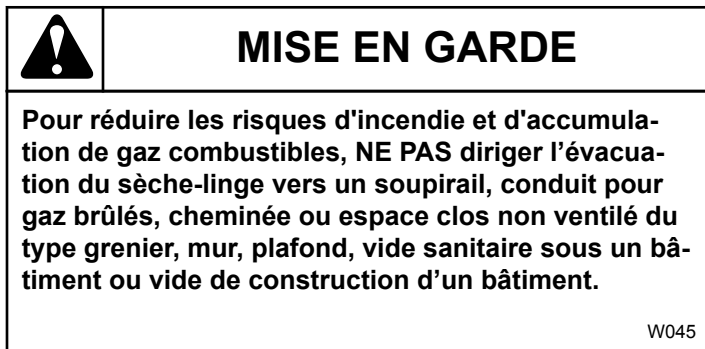 MISE EN GARDE
Pour réduire les risques d'incendie et d'accumula-
tion de gaz combustibles, NE PAS diriger l’évacua-
tion du sèche-linge vers un soupirail, conduit pour
gaz brûlés, cheminée ou espace clos non ventilé du
type grenier, mur, plafond, vide sanitaire sous un bâ-
timent ou vide de construction d’un bâtiment.
W045